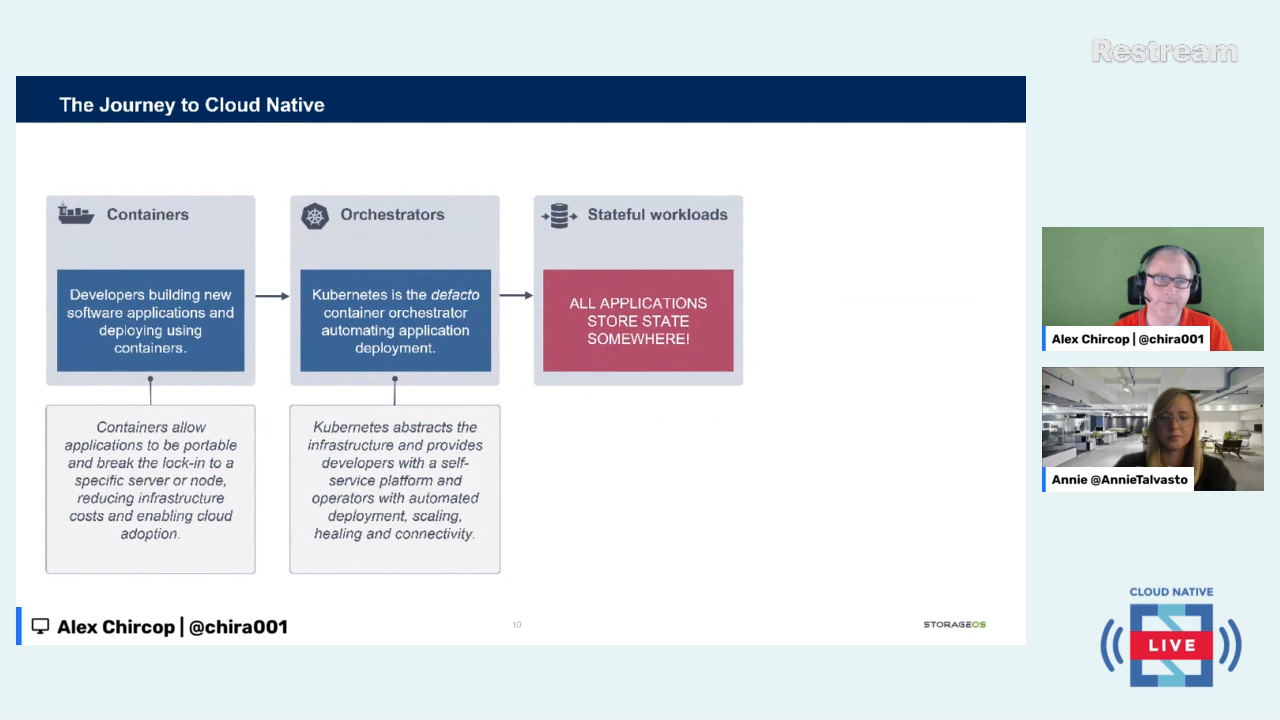 Restream
The Journey to Cloud Native
Containers
Developers building new
software applications and
deploying using
containers.
Containers allow
applications to be portable
and break the lock-in to a
specific server or node,
reducing infrastructure
costs and enabling cloud
adoption.
Orchestrators
Kubernetes is the defacto
container orchestrator
automating application
deployment.
Kubernetes abstracts the
infrastructure and provides
developers with a self-
service platform and
operators with automated
deployment, scaling,
healing and connectivity.
Stateful workloads
ALL APPLICATIONS
STORE STATE
SOMEWHERE!
Alex Chircop | @chira001
10
STORAGEOS
Alex Chircop | @chira001
Annie @AnnieTalvasto
CLOUD NATIVE
LIVE